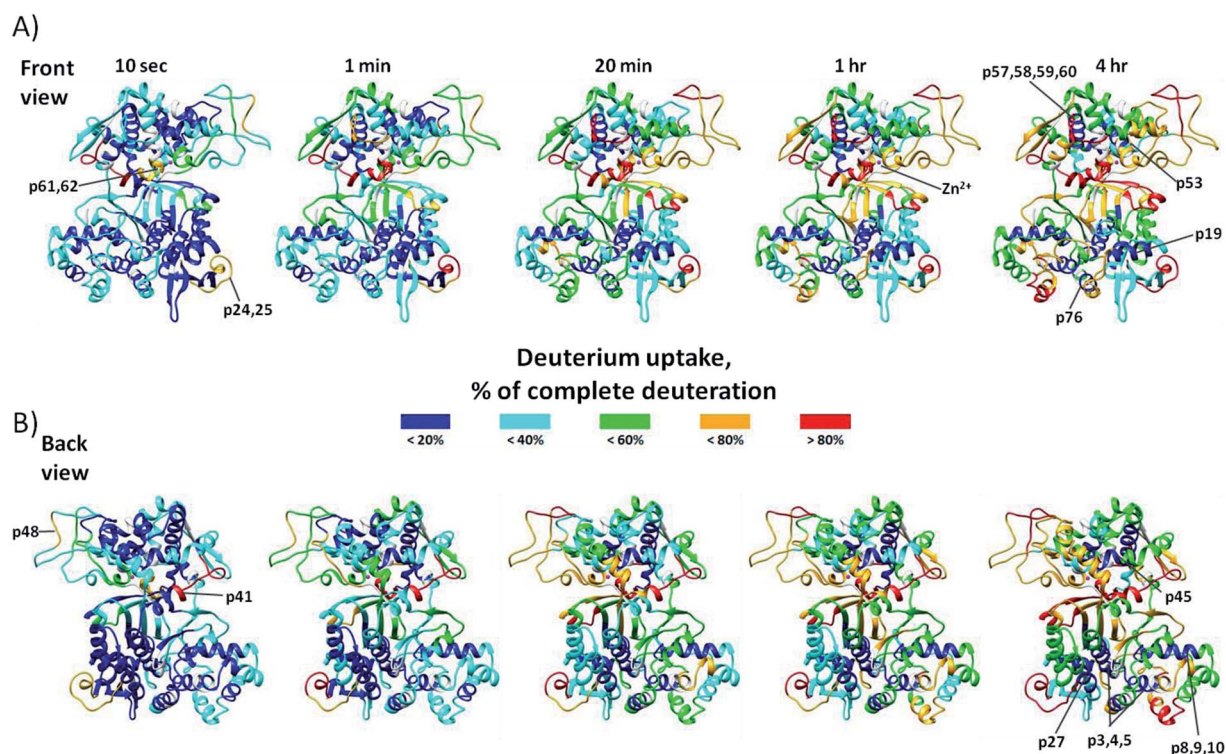 A)
Front
view
10 sec
1 min
20 min
1 hr
4 hr
p57,58,59,60
p61,62
Zn²⁺
p53
p19
p24,25
p76
Deuterium uptake,
% of complete deuteration
< 20%
< 40%
< 60%
< 80%
> 80%
B)
Back
view
p48
p41
p45
p27
p3,4,5
p8,9,10